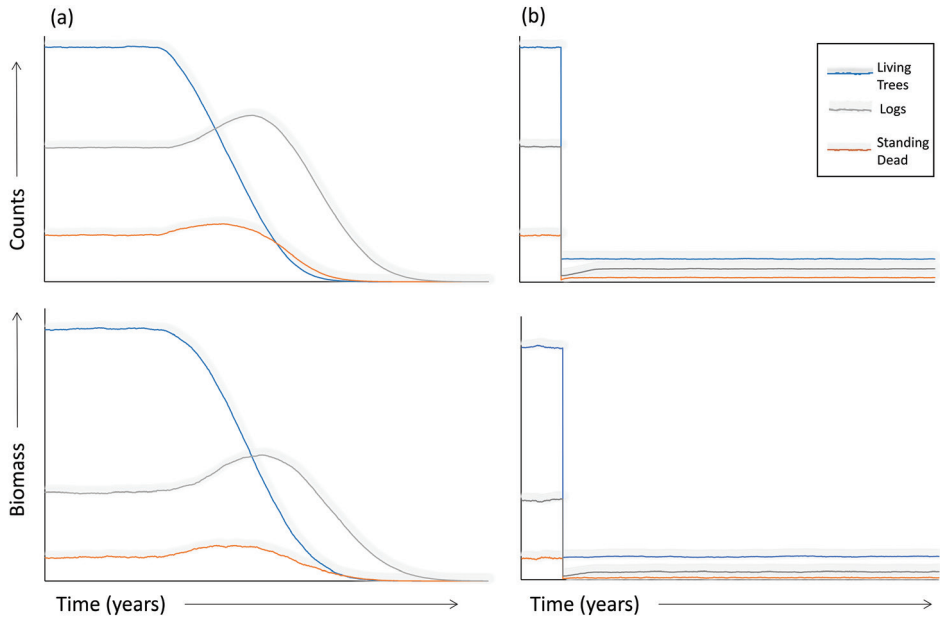 (a)
(b)
Counts
Living
Trees
Logs
Standing
Dead
Biomass
Time (years)
Time (years)